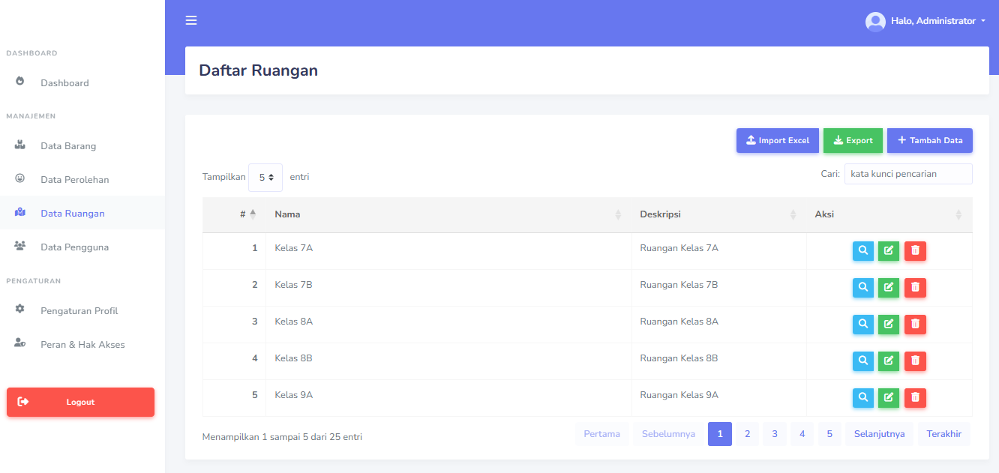 Halo, Administrator
DASHBOARD
Dashboard
MANAJEMEN
Data Barang
Data Perolehan
Data Ruangan
Data Pengguna
PENGATURAN
Pengaturan Profil
Peran & Hak Akses
Logout
Daftar Ruangan
Import Excel Export + Tambah Data
Tampilkan 5 entri Cari: kata kunci pencarian
# Nama Deskripsi Aksi
1 Kelas 7A Ruangan Kelas 7A
2 Kelas 7B Ruangan Kelas 7B
3 Kelas 8A Ruangan Kelas 8A
4 Kelas 8B Ruangan Kelas 8B
5 Kelas 9A Ruangan Kelas 9A
Menampilkan 1 sampai 5 dari 25 entri Pertama Sebelumnya 1 2 3 4 5 Selanjutnya Terakhir